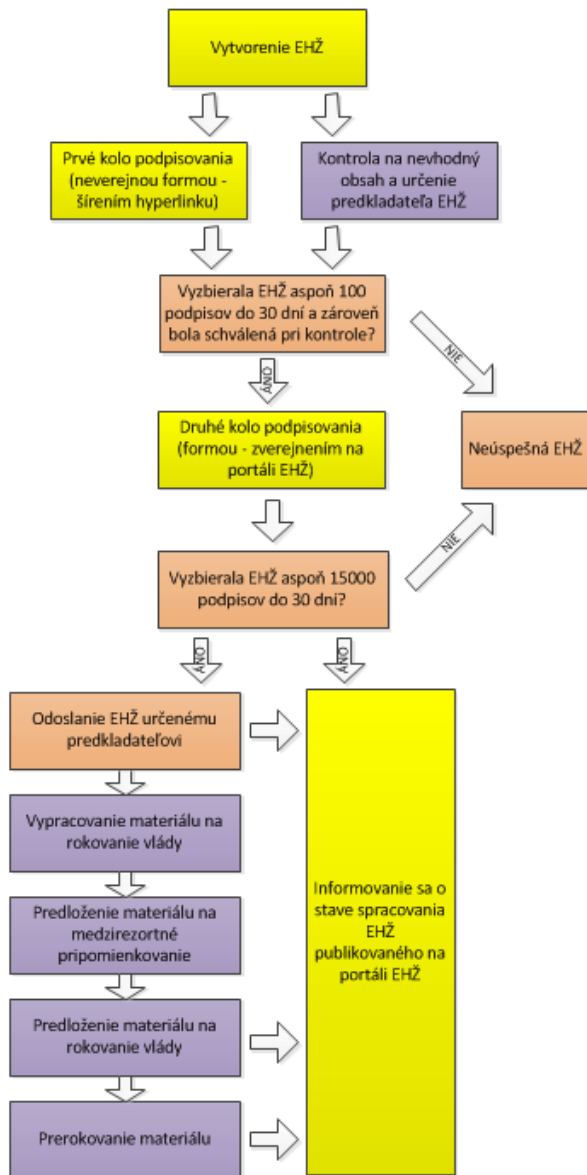 Vytvorenie EHŽ
Prvé kolo podpisovania
(neverejnou formou -
šírením hyperlinku)
Kontrola na nevhodný
obsah a určenie
predkladateľa EHŽ
Vyzbierala EHŽ aspoň 100
podpisov do 30 dní a zároveň
bola schválená pri kontrole?
NIE
ÁNO
Druhé kolo podpisovania
(formou - zverejnením na
portáli EHŽ)
Neúspešná EHŽ
NIE
Vyzbierala EHŽ aspoň 15000
podpisov do 30 dní?
ÁNO
ÁNO
Odoslanie EHŽ určenému
predkladateľovi
Vypracovanie materiálu na
rokovanie vlády
Predloženie materiálu na
medzirezortné
pripomienkovanie
Predloženie materiálu na
rokovanie vlády
Prerokovanie materiálu
Informovanie sa o
stave spracovania
EHŽ
publikovaného na
portáli EHŽ